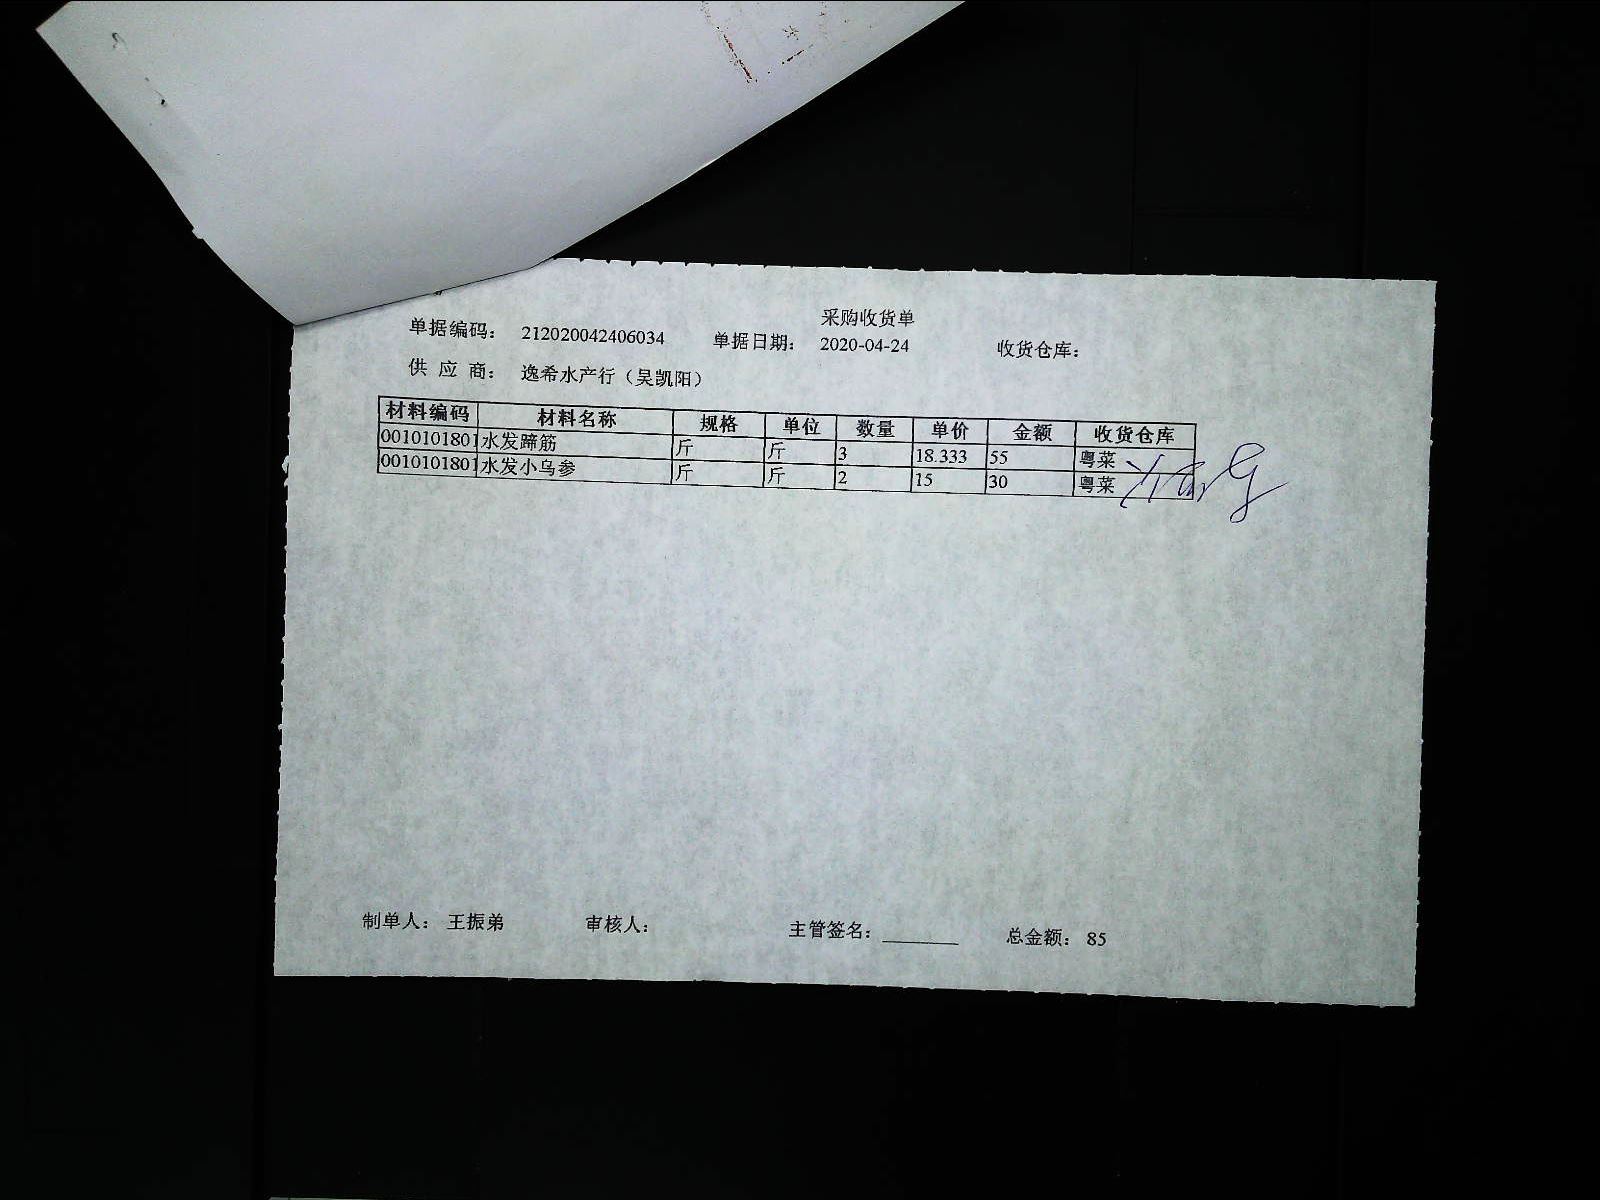 采购收货单
单据编码： 212020042406034 单据日期： 2020-04-24 收货仓库：
供 应 商： 逸希水产行（吴凯阳）
材料编码 材料名称 规格 单位 数量 单价 金额 收货仓库
0010101801 水发蹄筋 斤 斤 3 18.333 55 粤菜
0010101801 水发小乌参 斤 斤 2 15 30 粤菜
制单人： 王振弟 审核人： 主管签名： 总金额： 85